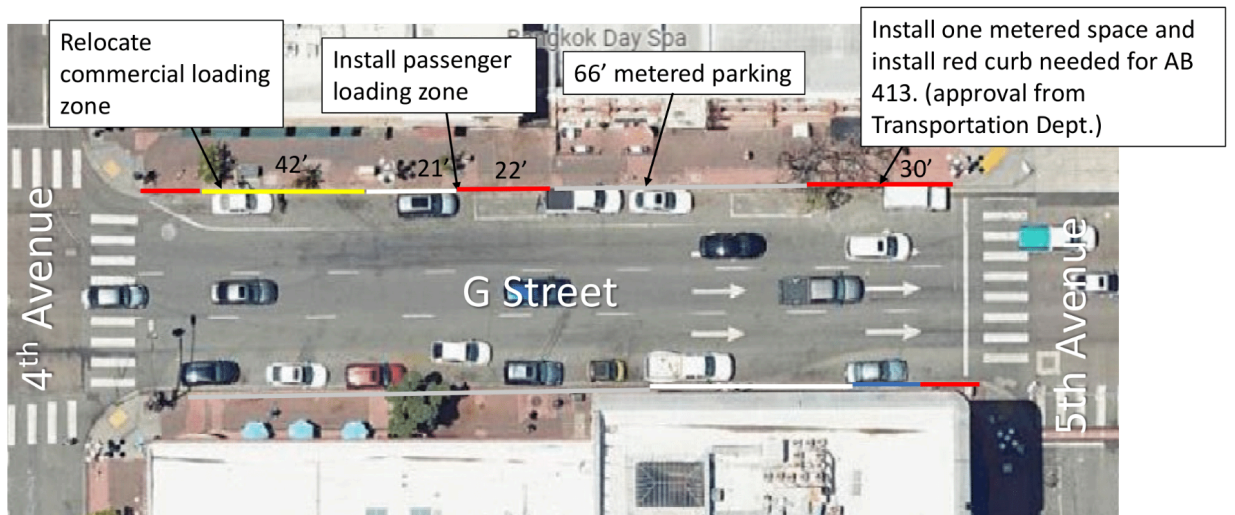 Relocate
commercial loading
zone
Install passenger
loading zone
66’ metered parking
Install one metered space and
install red curb needed for AB
413. (approval from
Transportation Dept.)
Bangkok Day Spa
42’
21’
22’
30’
4th Avenue
G Street
5th Avenue